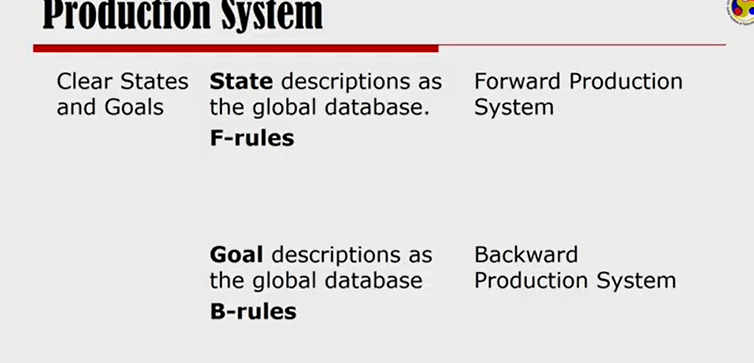 Production System
Clear States
and Goals
State descriptions as
the global database.
F-rules
Forward Production
System
Goal descriptions as
the global database
B-rules
Backward
Production System